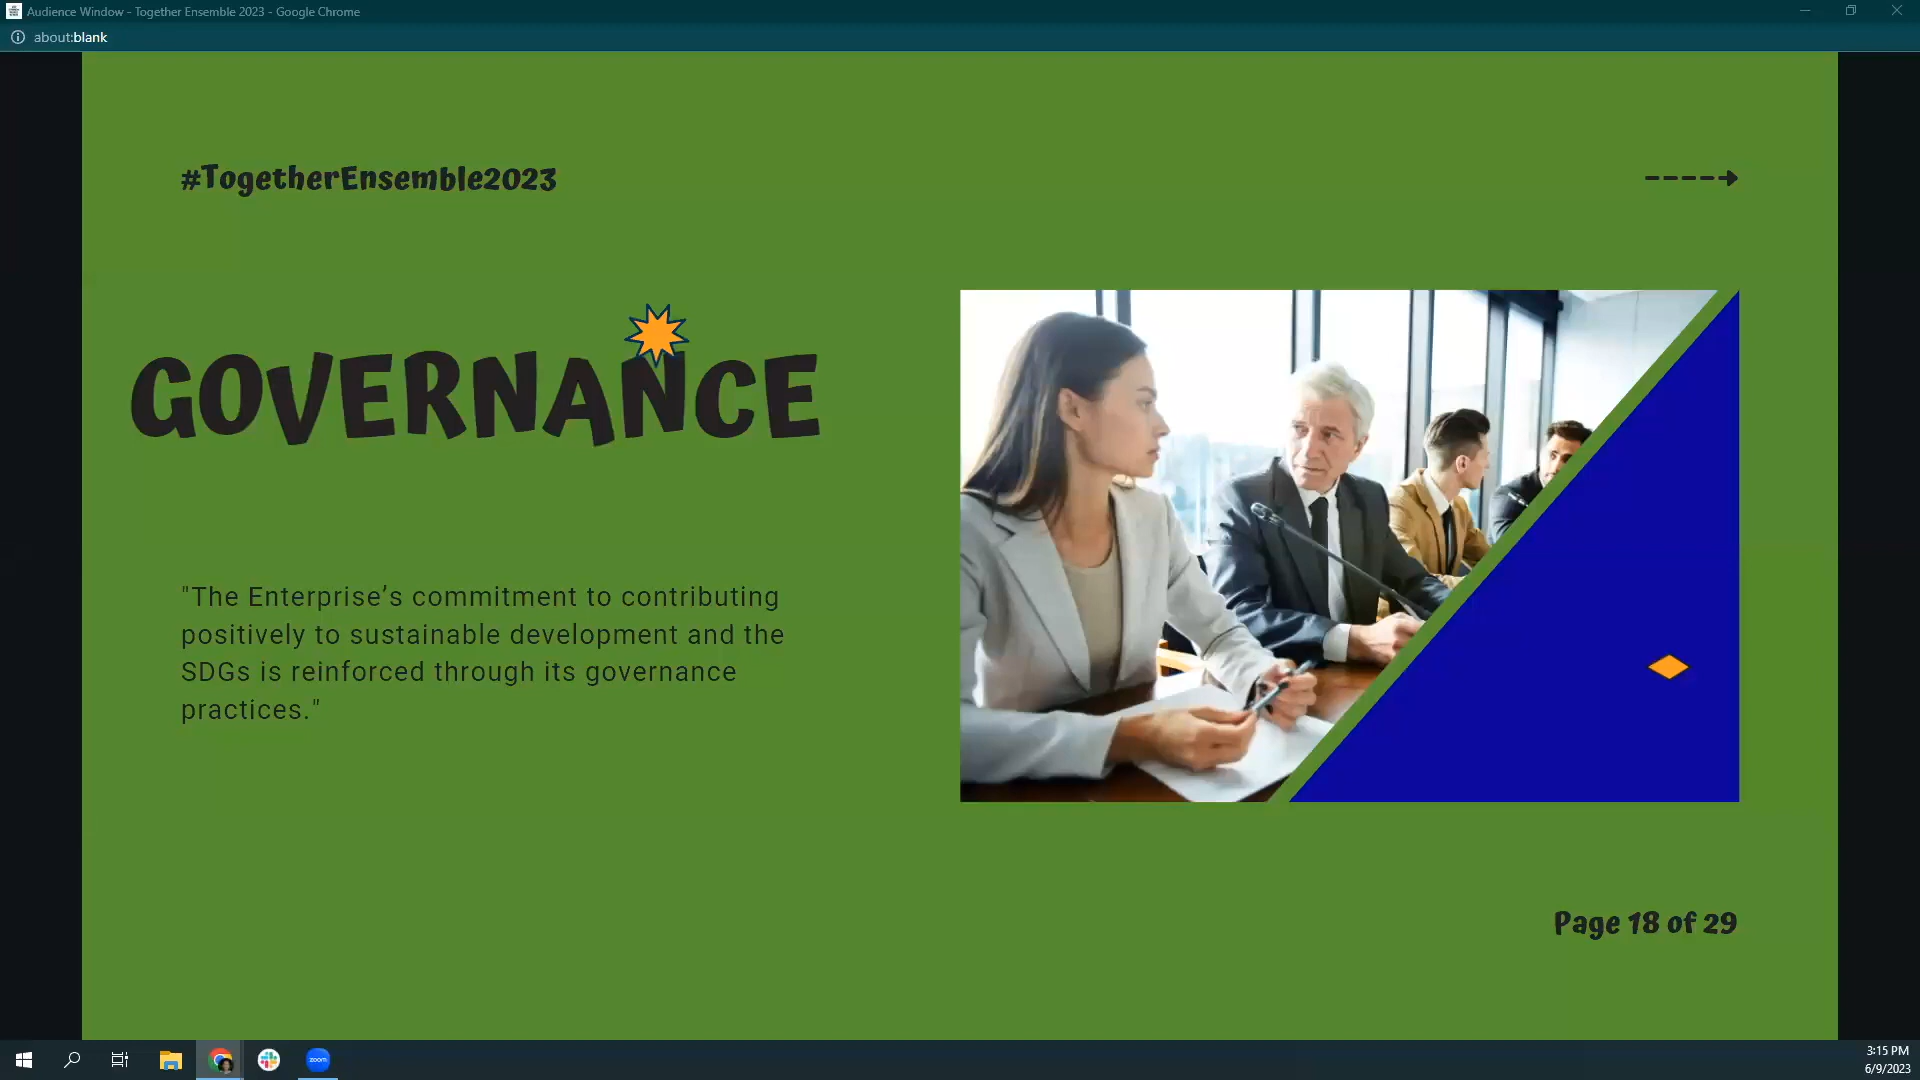 Audience Window - Together Ensemble 2023 - Google Chrome
about:blank
#TogetherEnsemble2023
GOVERNANCE
"The Enterprise’s commitment to contributing
positively to sustainable development and the
SDGs is reinforced through its governance
practices."
Page 18 of 29
zoom
3:15 PM
6/9/2023